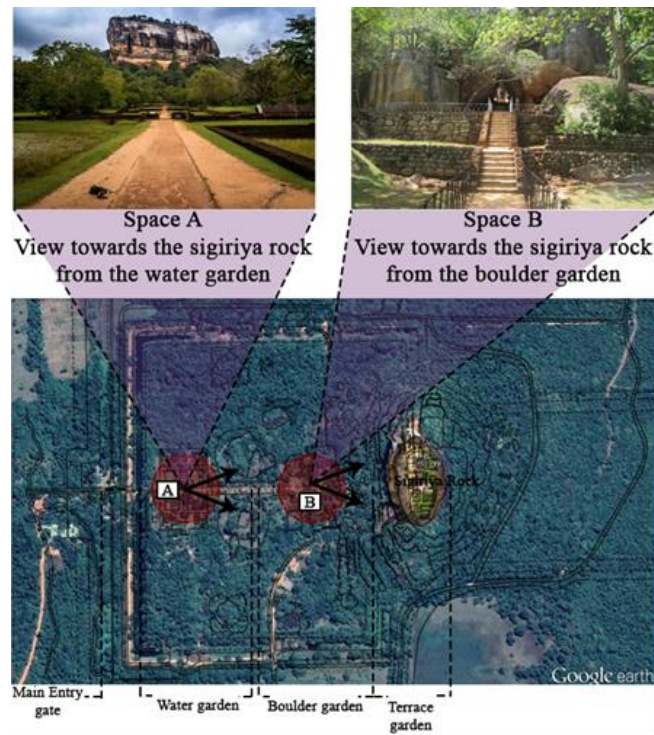 Space A
View towards the sigiriya rock
from the water garden
Space B
View towards the sigiriya rock
from the boulder garden
A
B
Sigiriya Rock
Google earth
Main Entry
gate
Water garden
Boulder garden
Terrace
garden